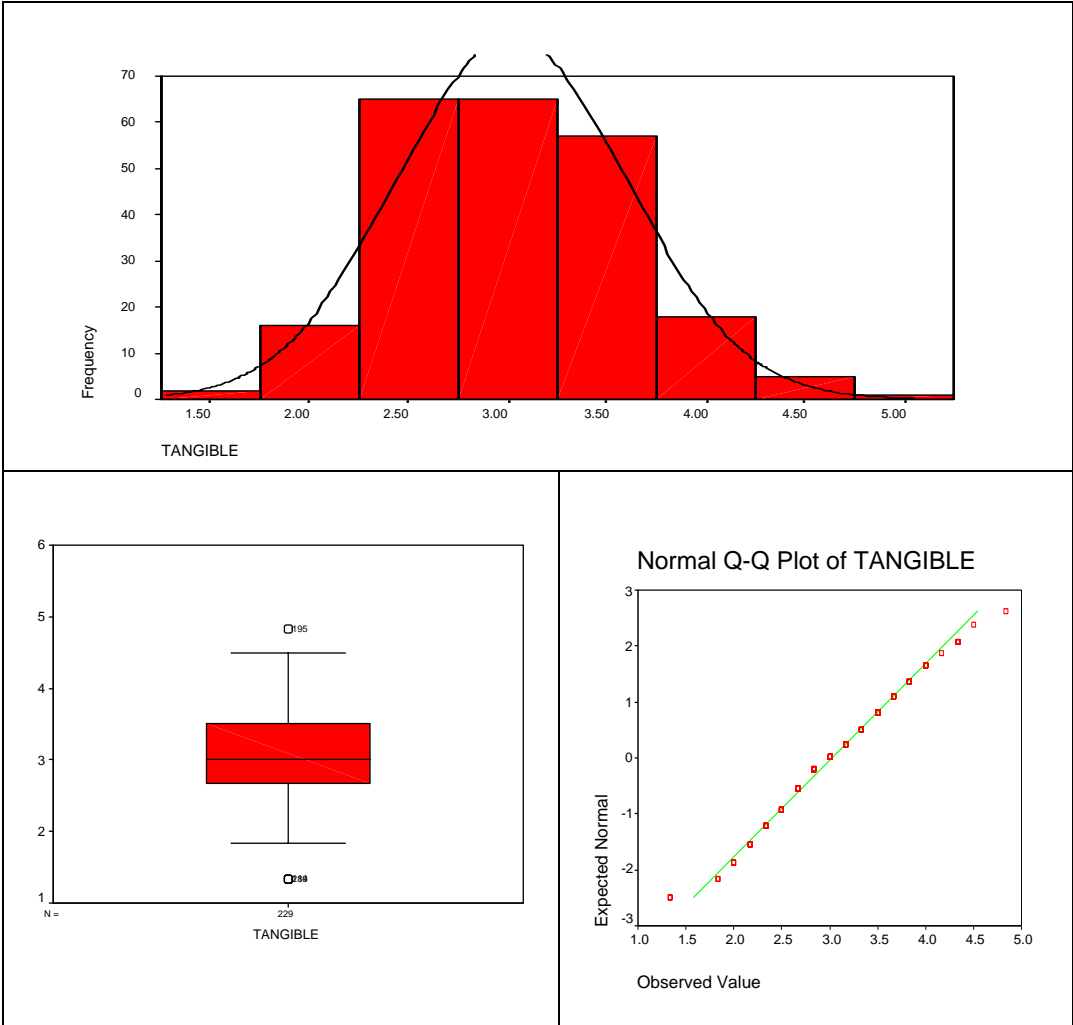 70
60
50
40
30
20
10
0
Frequency
1.50 2.00 2.50 3.00 3.50 4.00 4.50 5.00
TANGIBLE
6
5
4
3
2
1
195
N =
229
TANGIBLE
Normal Q-Q Plot of TANGIBLE
3
2
1
0
-1
-2
-3
Expected Normal
1.0 1.5 2.0 2.5 3.0 3.5 4.0 4.5 5.0
Observed Value